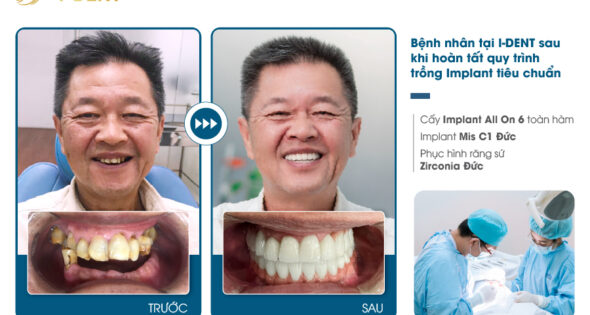 Bệnh nhân tại I-DENT sau
khi hoàn tất quy trình
trồng Implant tiêu chuẩn
Cấy Implant All On 6 toàn hàm
Implant Mis C1 Đức
Phục hình răng sứ
Zirconia Đức
TRƯỚC
SAU